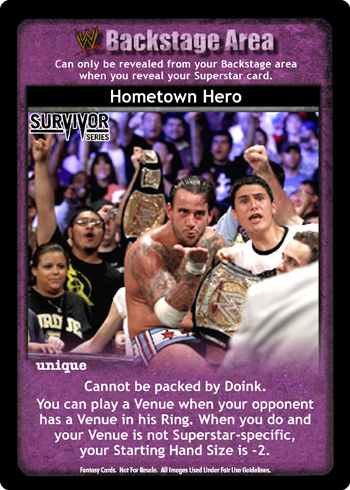 W Backstage Area
Can only be revealed from your Backstage area
when you reveal your Superstar card.
Hometown Hero
SURVIVOR
SERIES
unique
Cannot be packed by Doink.
You can play a Venue when your opponent
has a Venue in his Ring. When you do and
your Venue is not Superstar-specific,
your Starting Hand Size is -2.
Fantasy Cards. Not For Resale. All Images Used Under Fair Use Guidelines.